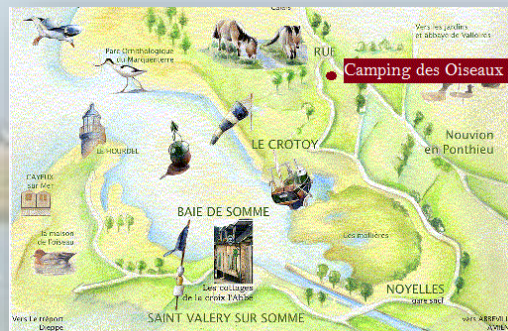 Calais
Vers les jardins
et abbaye de Valloires
Parc Ornithologique
du Marquenterre
RUE
Camping des Oiseaux
Nouvion
en Ponthieu
LE CROTOY
LE HOURDEL
CAYEUX
sur Mer
BAIE DE SOMME
la maison
de l'oiseau
Les mollières
Les cottages
de la croix l'Abbé
NOYELLES
gare sncf
Vers Le tréport
Dieppe
SAINT VALERY SUR SOMME
vers ABBEVILLE
AMIENS